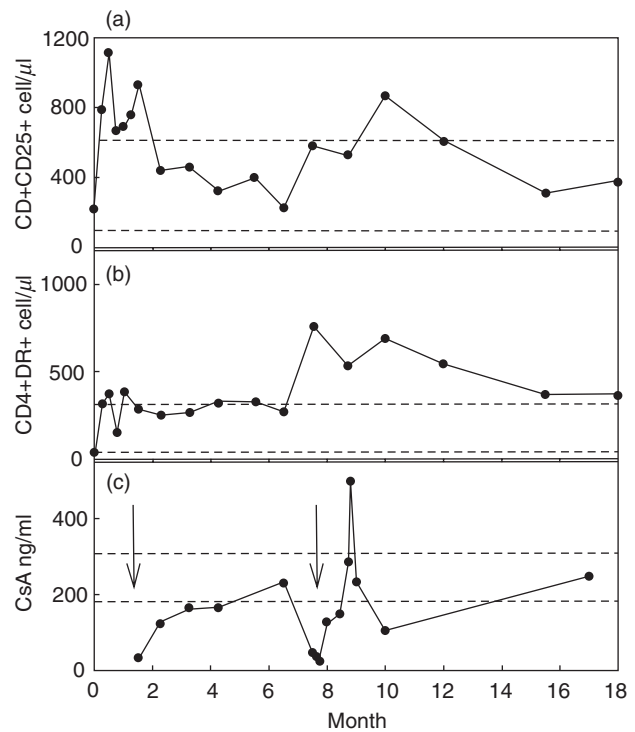 (a)
1200
800
400
0
CD+CD25+ cell/μl
(b)
1000
500
0
CD4+DR+ cell/μl
(c)
400
200
0
CsA ng/ml
0 2 4 6 8 10 12 14 16 18
Month